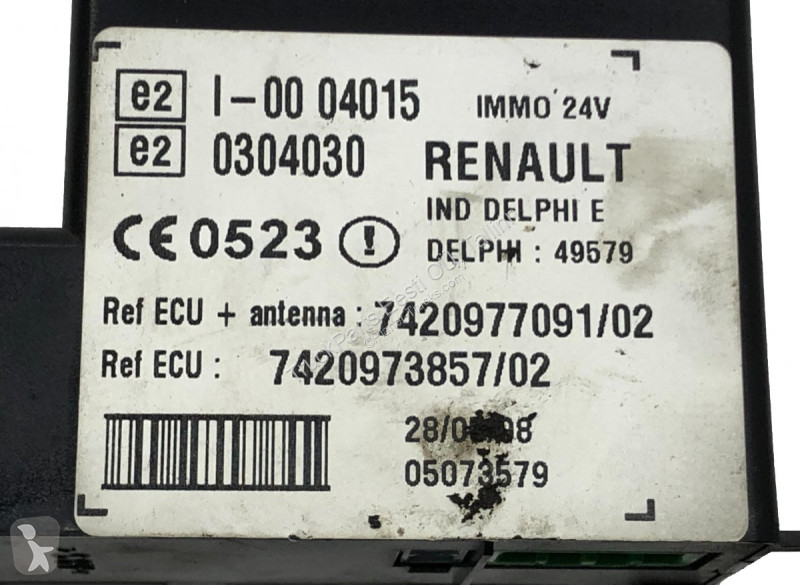 e2 I-00 04015 IMMO 24V
e2 0304030 RENAULT
IND DELPHI E
CE 0523 ! DELPHI : 49579
Ref ECU + antenna : 7420977091/02
Ref ECU : 7420973857/02
05073579